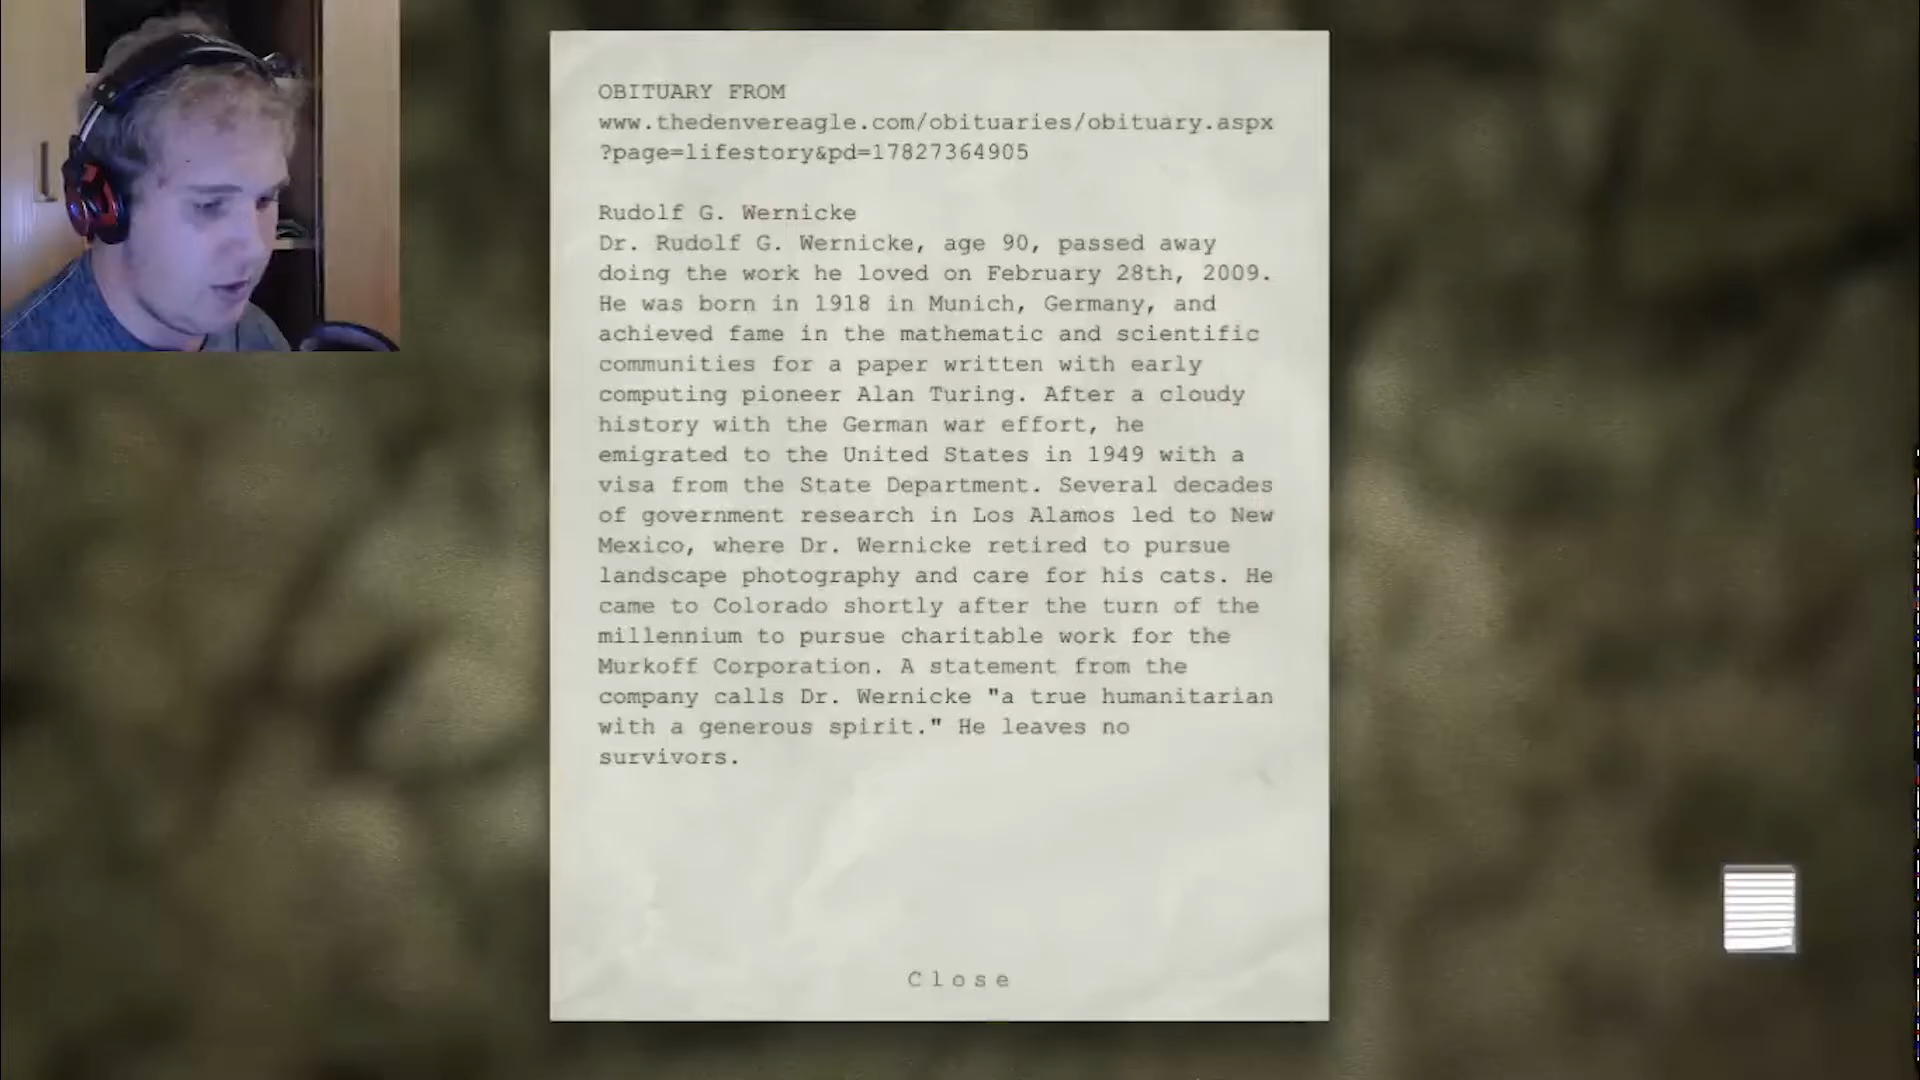 OBITUARY FROM
www.thedenvereagle.com/obituaries/obituary.aspx
?page=lifestory&pd=17827364905
Rudolf G. Wernicke
Dr. Rudolf G. Wernicke, age 90, passed away
doing the work he loved on February 28th, 2009.
He was born in 1918 in Munich, Germany, and
achieved fame in the mathematic and scientific
communities for a paper written with early
computing pioneer Alan Turing. After a cloudy
history with the German war effort, he
emigrated to the United States in 1949 with a
visa from the State Department. Several decades
of government research in Los Alamos led to New
Mexico, where Dr. Wernicke retired to pursue
landscape photography and care for his cats. He
came to Colorado shortly after the turn of the
millennium to pursue charitable work for the
Murkoff Corporation. A statement from the
company calls Dr. Wernicke "a true humanitarian
with a generous spirit." He leaves no
survivors.
Close